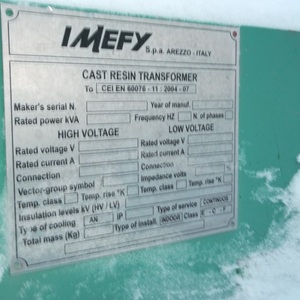 IMEFY S.p.a. AREZZO - ITALY
CAST RESIN TRANSFORMER
To CEI EN 60076 - 11 : 2004 - 07
Maker's serial N. Year of manuf.
Rated power kVA Frequency HZ N. of phases
HIGH VOLTAGE LOW VOLTAGE
Rated voltage V Rated voltage V
Rated current A Rated current A
Connection Connection
Vector-group symbol Impedance volts
Temp. class Temp. rise °K Temp. class Temp. rise °K
Insulation levels kV (HV / LV) Type of service CONTINUOS
Type of cooling AN IP Type of install. INDOOR Class
Total mass (Kg)